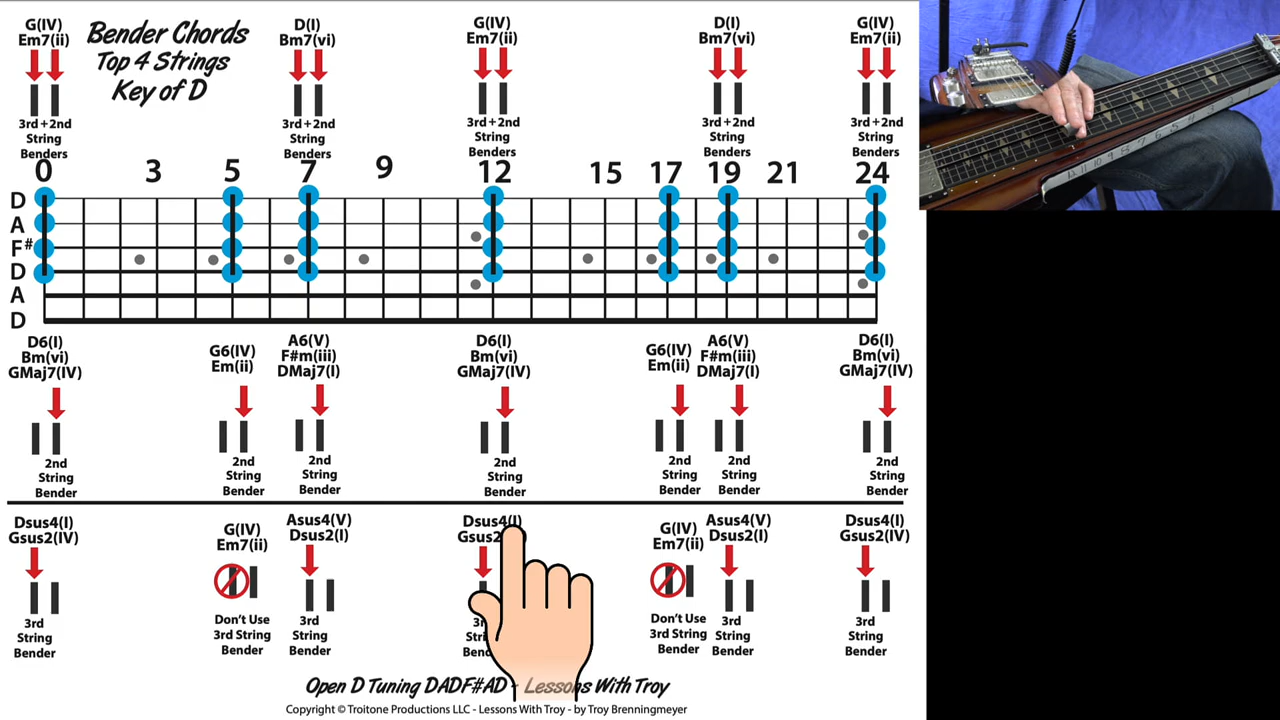 G(IV)
Em7(ii)
Bender Chords
Top 4 Strings
Key of D
D(I)
Bm7(vi)
G(IV)
Em7(ii)
D(I)
Bm7(vi)
G(IV)
Em7(ii)
3rd+2nd
String
Benders
3rd+2nd
String
Benders
3rd+2nd
String
Benders
3rd+2nd
String
Benders
3rd+2nd
String
Benders
0 3 5 7 9 12 15 17 19 21 24
D
A
F#
D
A
D
D6(I)
Bm(vi)
GMaj7(IV)
G6(IV)
Em(ii)
A6(V)
F#m(iii)
DMaj7(I)
D6(I)
Bm(vi)
GMaj7(IV)
G6(IV)
Em(ii)
A6(V)
F#m(iii)
DMaj7(I)
D6(I)
Bm(vi)
GMaj7(IV)
2nd
String
Bender
2nd
String
Bender
2nd
String
Bender
2nd
String
Bender
2nd
String
Bender
2nd
String
Bender
2nd
String
Bender
Dsus4(I)
Gsus2(IV)
G(IV)
Em7(ii)
Asus4(V)
Dsus2(I)
Dsus4(I)
G(IV)
Em7(ii)
Asus4(V)
Dsus2(I)
Dsus4(I)
Gsus2(IV)
3rd
String
Bender
Don't Use
3rd String
Bender
3rd
String
Bender
Don't Use
3rd String
Bender
3rd
String
Bender
3rd
String
Bender
Open D Tuning DADF#AD - Lessons With Troy
Copyright © Troitone Productions LLC - Lessons With Troy - by Troy Brenningmeyer